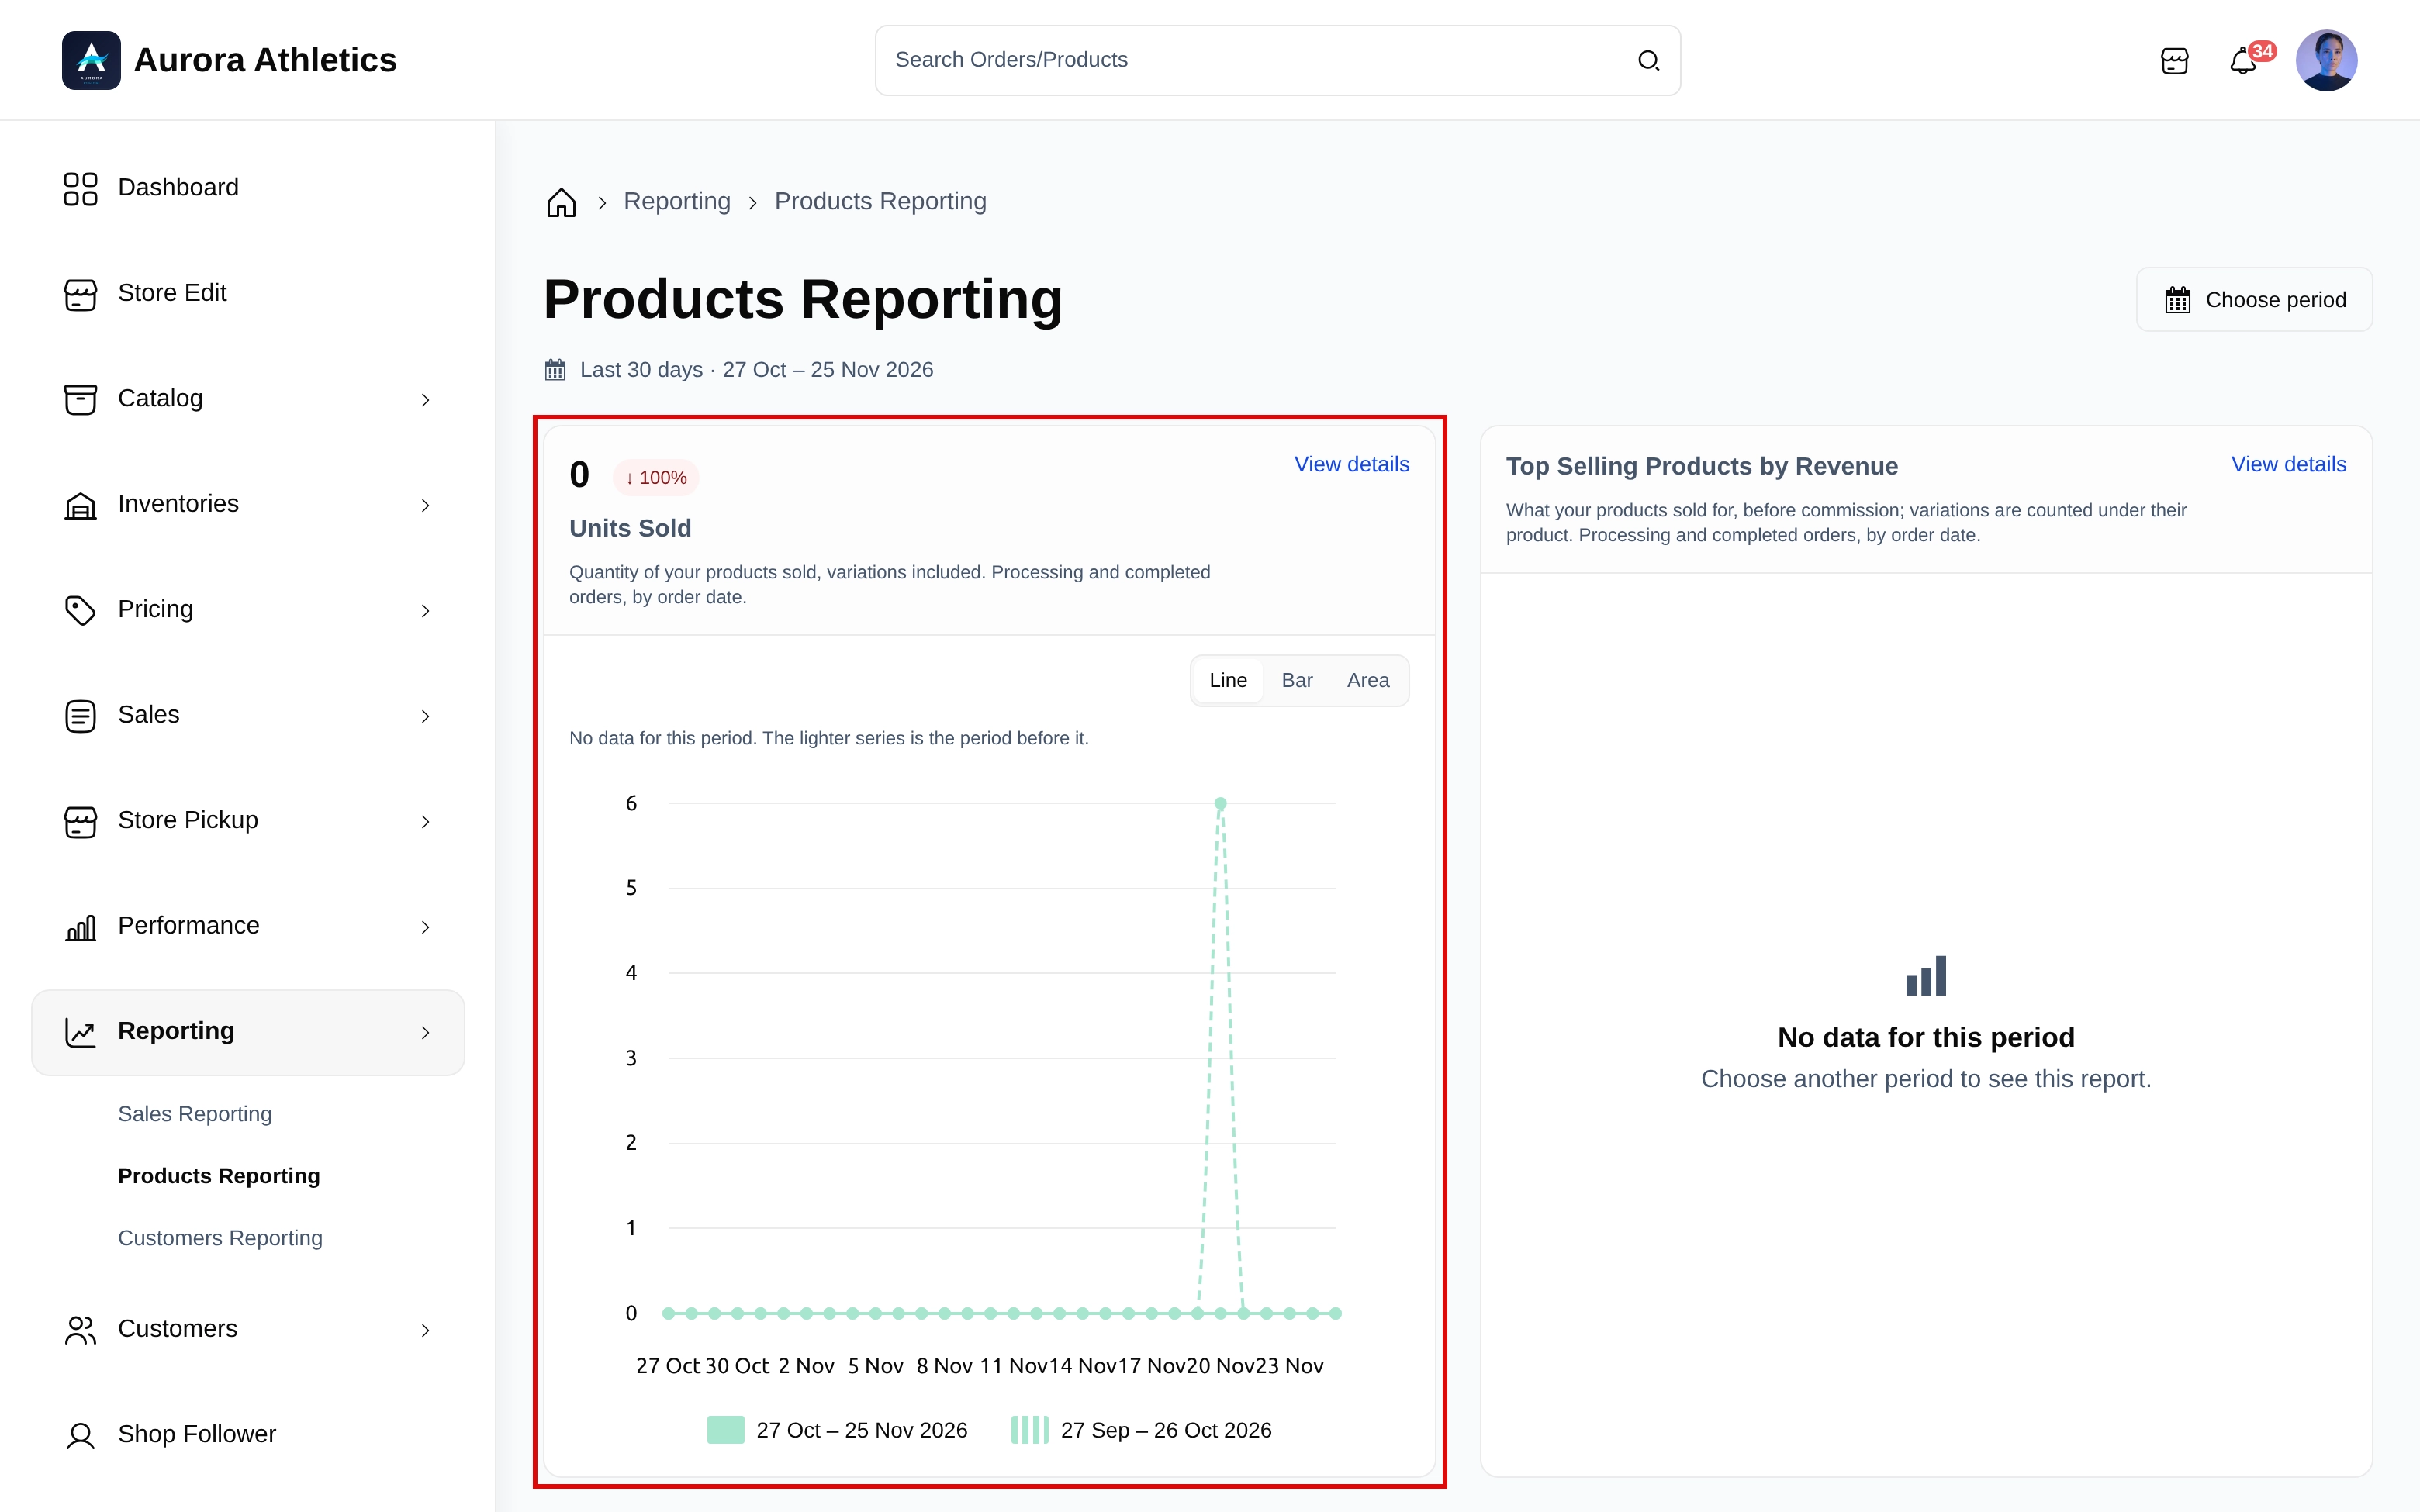 AURORA
Aurora Athletics
Search Orders/Products
34
Dashboard
Store Edit
Catalog
Inventories
Pricing
Sales
Store Pickup
Performance
Reporting
Sales Reporting
Products Reporting
Customers Reporting
Customers
Shop Follower
Reporting
Products Reporting
Products Reporting
Choose period
Last 30 days · 27 Oct – 25 Nov 2026
0
↓ 100%
View details
Units Sold
Quantity of your products sold, variations included. Processing and completed
orders, by order date.
Line
Bar
Area
No data for this period. The lighter series is the period before it.
6
5
4
3
2
1
0
27 Oct 30 Oct 2 Nov 5 Nov 8 Nov 11 Nov 14 Nov 17 Nov 20 Nov 23 Nov
27 Oct – 25 Nov 2026
27 Sep – 26 Oct 2026
Top Selling Products by Revenue
View details
What your products sold for, before commission; variations are counted under their
product. Processing and completed orders, by order date.
No data for this period
Choose another period to see this report.